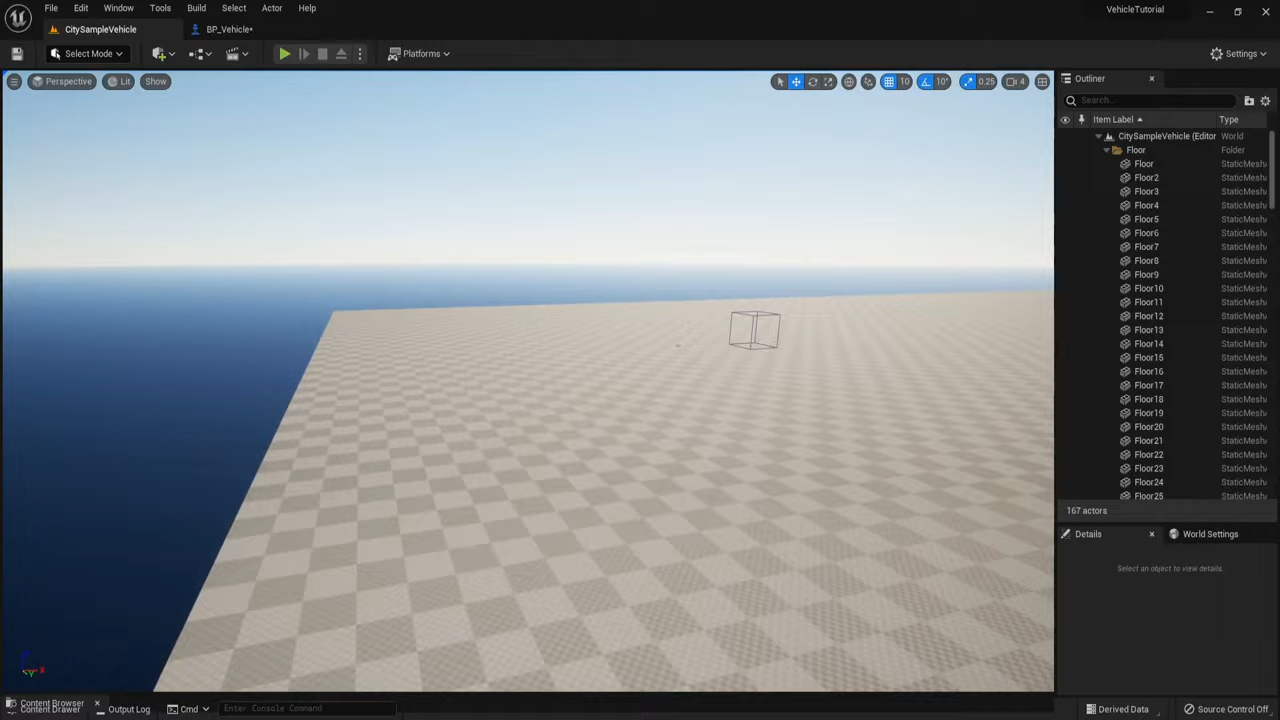 File Edit Window Tools Build Select Actor Help
VehicleTutorial
CitySampleVehicle
BP_Vehicle*
Select Mode
Platforms
Settings
Perspective
Lit
Show
10
10°
0.25
4
Outliner
Search...
Item Label
Type
CitySampleVehicle (Editor World
Floor Folder
Floor StaticMesh
Floor2 StaticMesh
Floor3 StaticMesh
Floor4 StaticMesh
Floor5 StaticMesh
Floor6 StaticMesh
Floor7 StaticMesh
Floor8 StaticMesh
Floor9 StaticMesh
Floor10 StaticMesh
Floor11 StaticMesh
Floor12 StaticMesh
Floor13 StaticMesh
Floor14 StaticMesh
Floor15 StaticMesh
Floor16 StaticMesh
Floor17 StaticMesh
Floor18 StaticMesh
Floor19 StaticMesh
Floor20 StaticMesh
Floor21 StaticMesh
Floor22 StaticMesh
Floor23 StaticMesh
Floor24 StaticMesh
Floor25 StaticMesh
167 actors
Details
World Settings
Select an object to view details.
Z
Y
X
Content Browser
Content Drawer
Output Log
Cmd
Enter Console Command
Derived Data
Source Control Off